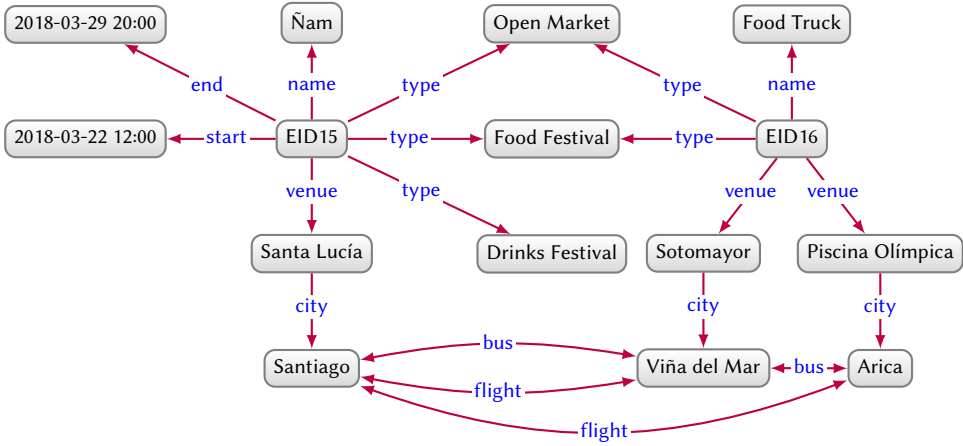 2018-03-29 20:00
Ñam
Open Market
Food Truck
end
name
type
type
name
2018-03-22 12:00
start
EID15
type
Food Festival
type
EID16
venue
type
venue
venue
Santa Lucía
Drinks Festival
Sotomayor
Piscina Olímpica
city
city
city
bus
Santiago
Viña del Mar
bus
Arica
flight
flight